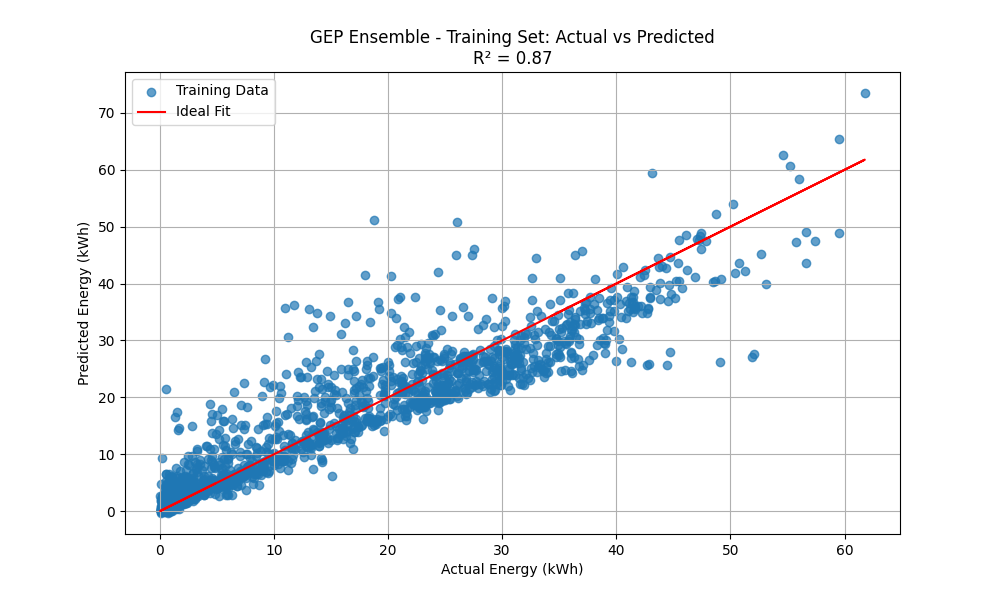 GEP Ensemble - Training Set: Actual vs Predicted
R² = 0.87
Training Data
Ideal Fit
Predicted Energy (kWh)
70
60
50
40
30
20
10
0
0 10 20 30 40 50 60
Actual Energy (kWh)